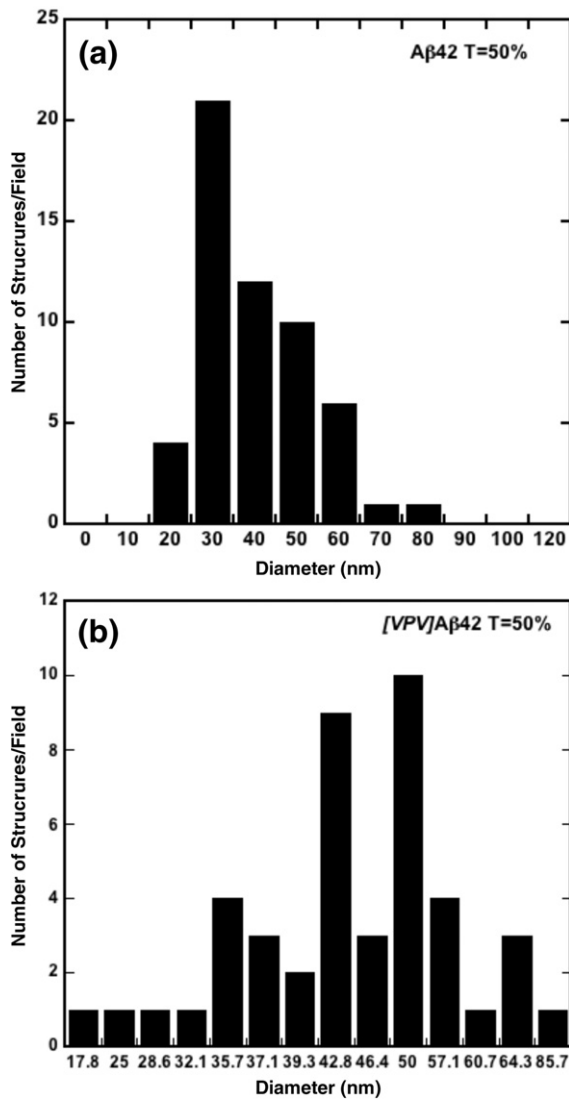 25
(a)
Aβ42 T=50%
20
15
10
5
0
Number of Strucrures/Field
0 10 20 30 40 50 60 70 80 90 100 120
Diameter (nm)
12
(b)
[VPV]Aβ42 T=50%
10
8
6
4
2
0
Number of Strucrures/Field
17.8 25 28.6 32.1 35.7 37.1 39.3 42.8 46.4 50 57.1 60.7 64.3 85.7
Diameter (nm)